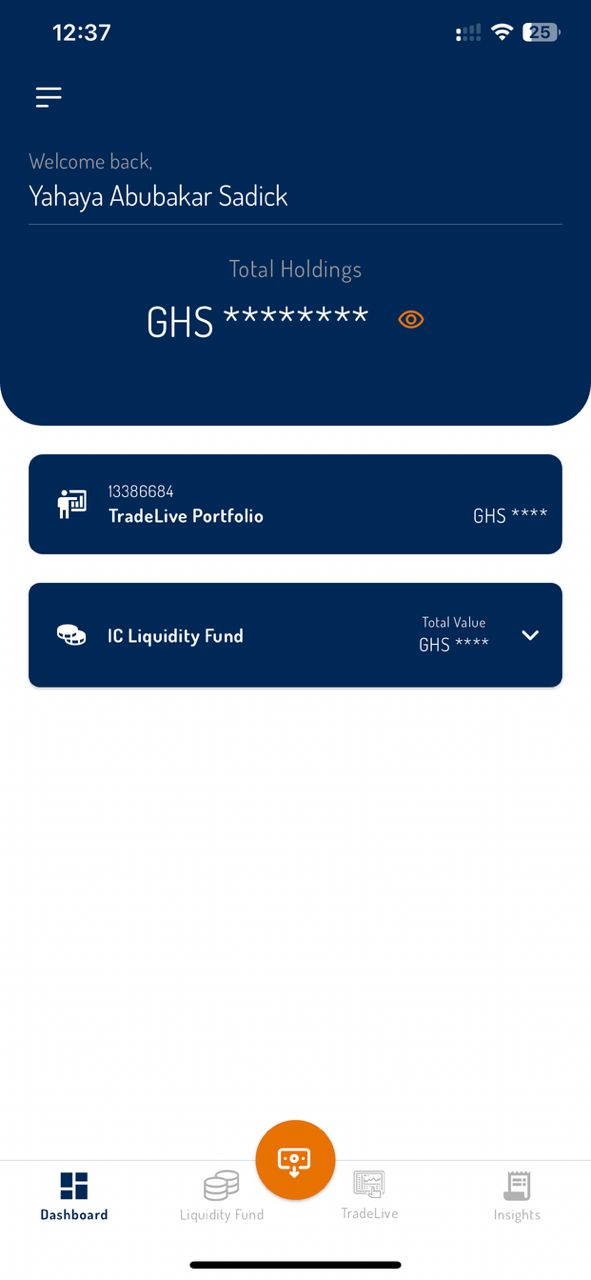 12:37
25
Welcome back,
Yahaya Abubakar Sadick
Total Holdings
GHS ********
13386684
TradeLive Portfolio
GHS ****
IC Liquidity Fund
Total Value
GHS ****
Dashboard
Liquidity Fund
TradeLive
Insights